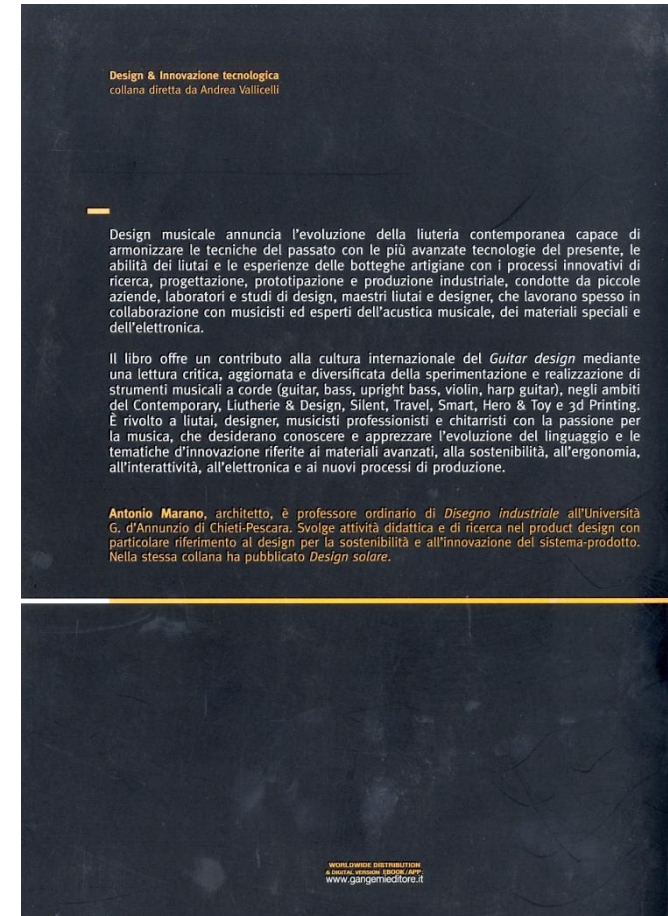 Design & Innovazione tecnologica
collana diretta da Andrea Vallicelli
Design musicale annuncia l'evoluzione della liuteria contemporanea capace di
armonizzare le tecniche del passato con le più avanzate tecnologie del presente, le
abilità dei liutai e le esperienze delle botteghe artigiane con i processi innovativi di
ricerca, progettazione, prototipazione e produzione industriale, condotte da piccole
aziende, laboratori e studi di design, maestri liutai e designer, che lavorano spesso in
collaborazione con musicisti ed esperti dell'acustica musicale, dei materiali speciali e
dell'elettronica.
Il libro offre un contributo alla cultura internazionale del Guitar design mediante
una lettura critica, aggiornata e diversificata della sperimentazione e realizzazione di
strumenti musicali a corde (guitar, bass, upright bass, violin, harp guitar), negli ambiti
del Contemporary, Liutherie & Design, Silent, Travel, Smart, Hero & Toy e 3d Printing.
È rivolto a liutai, designer, musicisti professionisti e chitarristi con la passione per
la musica, che desiderano conoscere e apprezzare l'evoluzione del linguaggio e le
tematiche d'innovazione riferite ai materiali avanzati, alla sostenibilità, all'ergonomia,
all'interattività, all'elettronica e ai nuovi processi di produzione.
Antonio Marano, architetto, è professore ordinario di Disegno industriale all'Università
G. d'Annunzio di Chieti-Pescara. Svolge attività didattica e di ricerca nel product design con
particolare riferimento al design per la sostenibilità e all'innovazione del sistema-prodotto.
Nella stessa collana ha pubblicato Design solare.
WORLDWIDE DISTRIBUTION
& DIGITAL VERSION EBOOK/APP:
www.gangemieditore.it